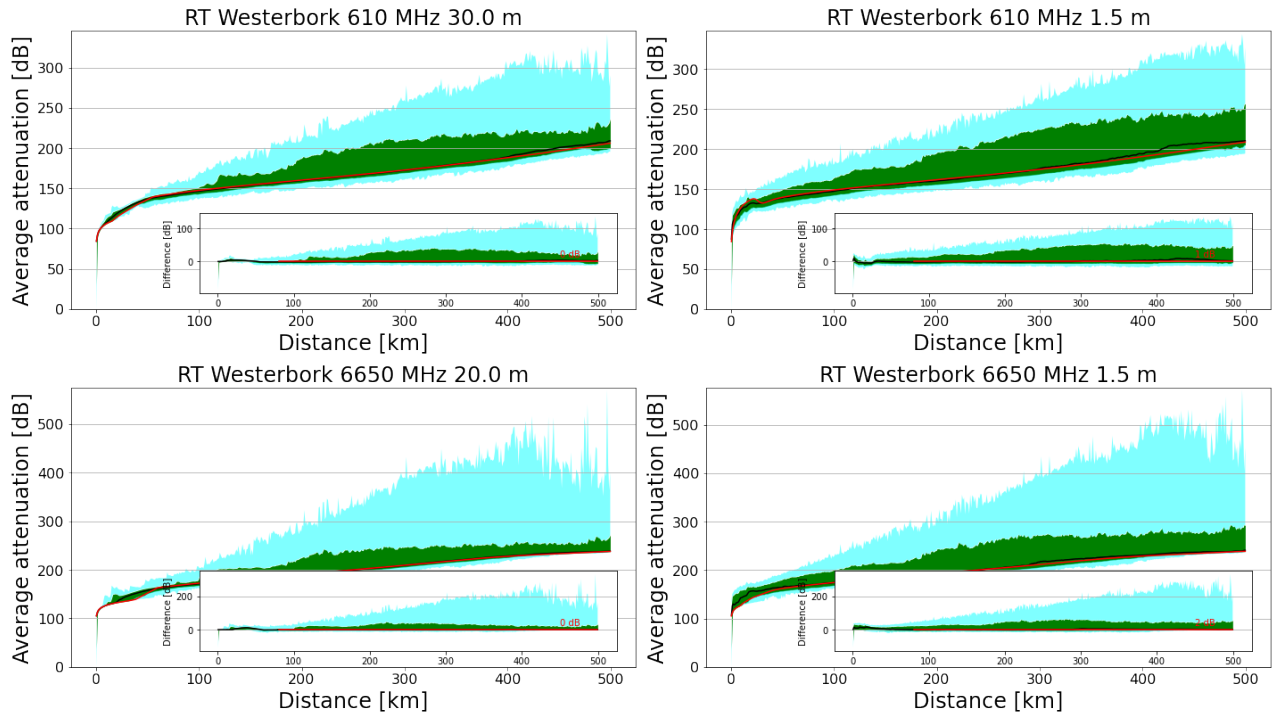 RT Westerbork 610 MHz 30.0 m
Average attenuation [dB]
300
250
200
150
100
50
0
0 100 200 300 400 500
Distance [km]
Difference [dB]
100
0
0 dB
0 100 200 300 400 500
RT Westerbork 610 MHz 1.5 m
Average attenuation [dB]
300
250
200
150
100
50
0
0 100 200 300 400 500
Distance [km]
Difference [dB]
100
0
dB
0 100 200 300 400 500
RT Westerbork 6650 MHz 20.0 m
Average attenuation [dB]
500
400
300
200
100
0
0 100 200 300 400 500
Distance [km]
Difference [dB]
200
0
0 dB
0 100 200 300 400 500
RT Westerbork 6650 MHz 1.5 m
Average attenuation [dB]
500
400
300
200
100
0
0 100 200 300 400 500
Distance [km]
Difference [dB]
200
0
dB
0 100 200 300 400 500